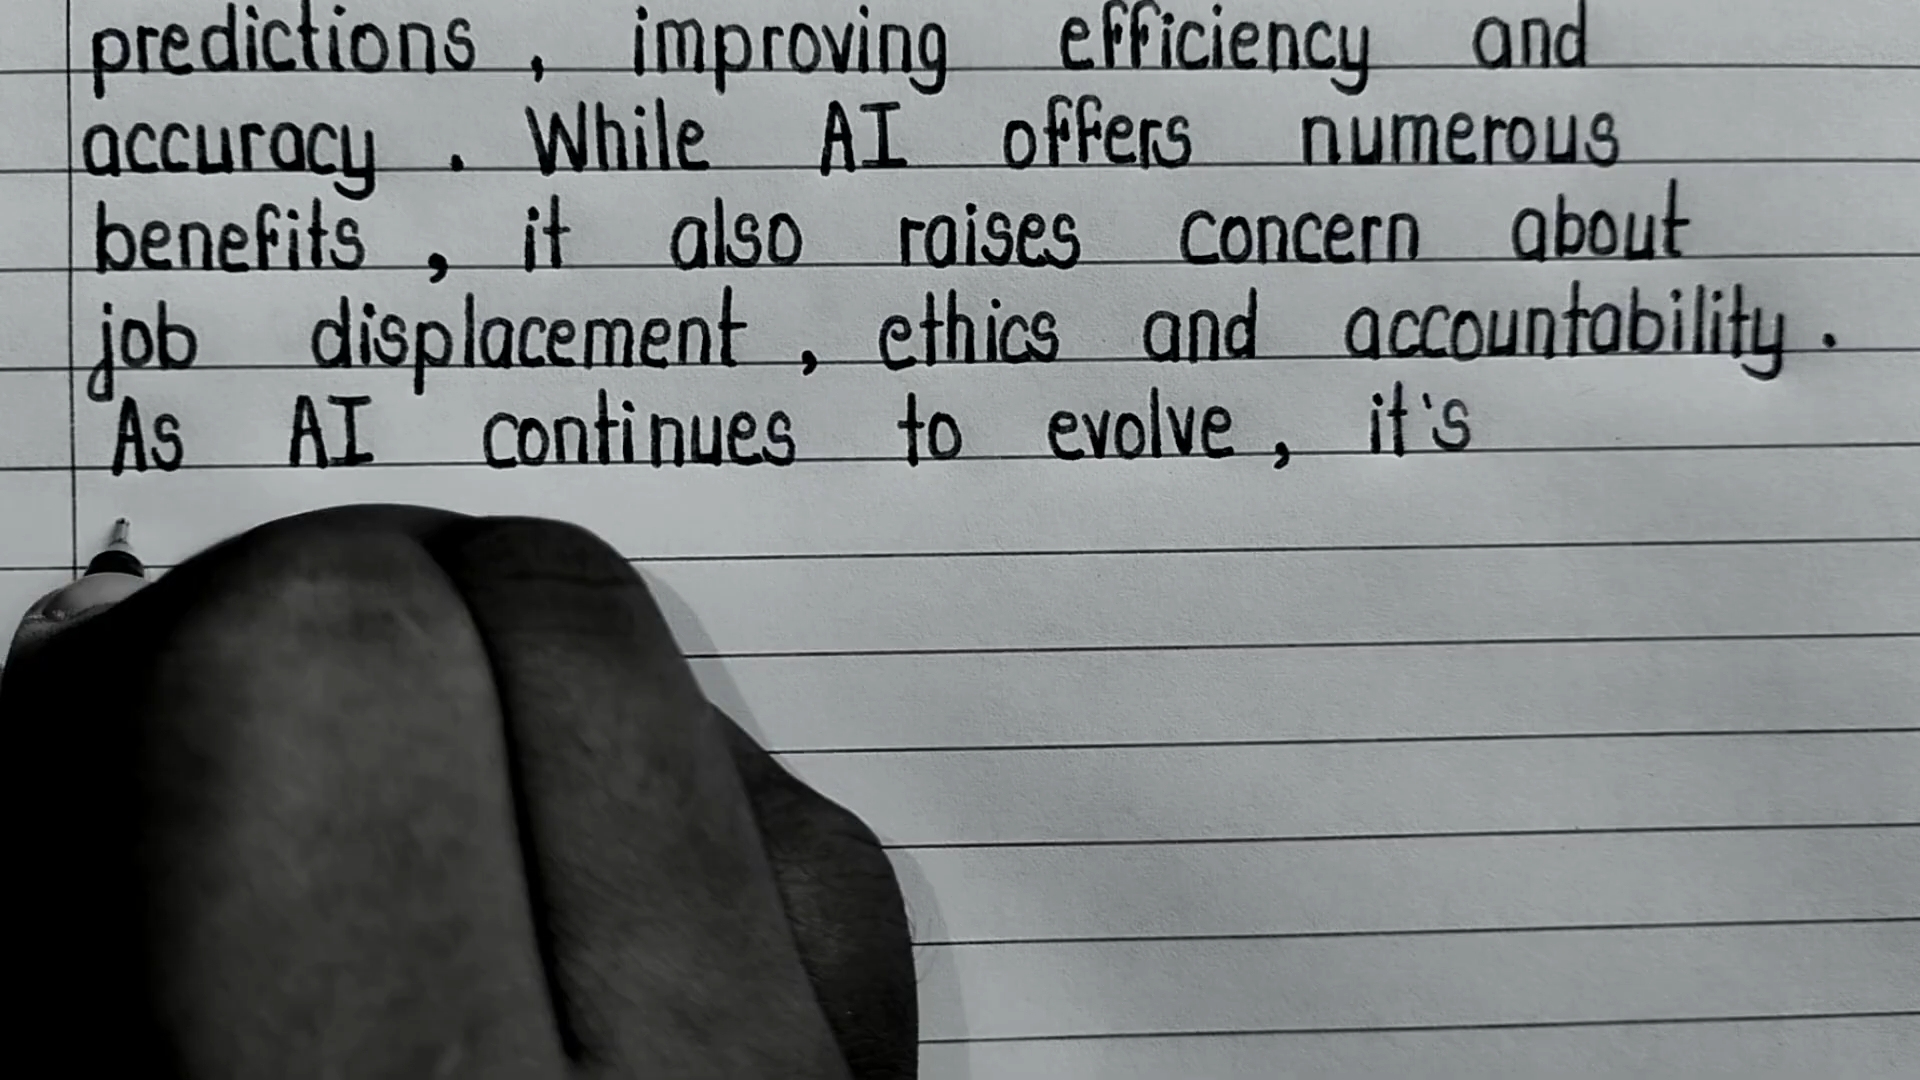 predictions , improving efficiency and
accuracy . While AI offers numerous
benefits , it also raises concern about
job displacement , ethics and accountability .
As AI continues to evolve , it's